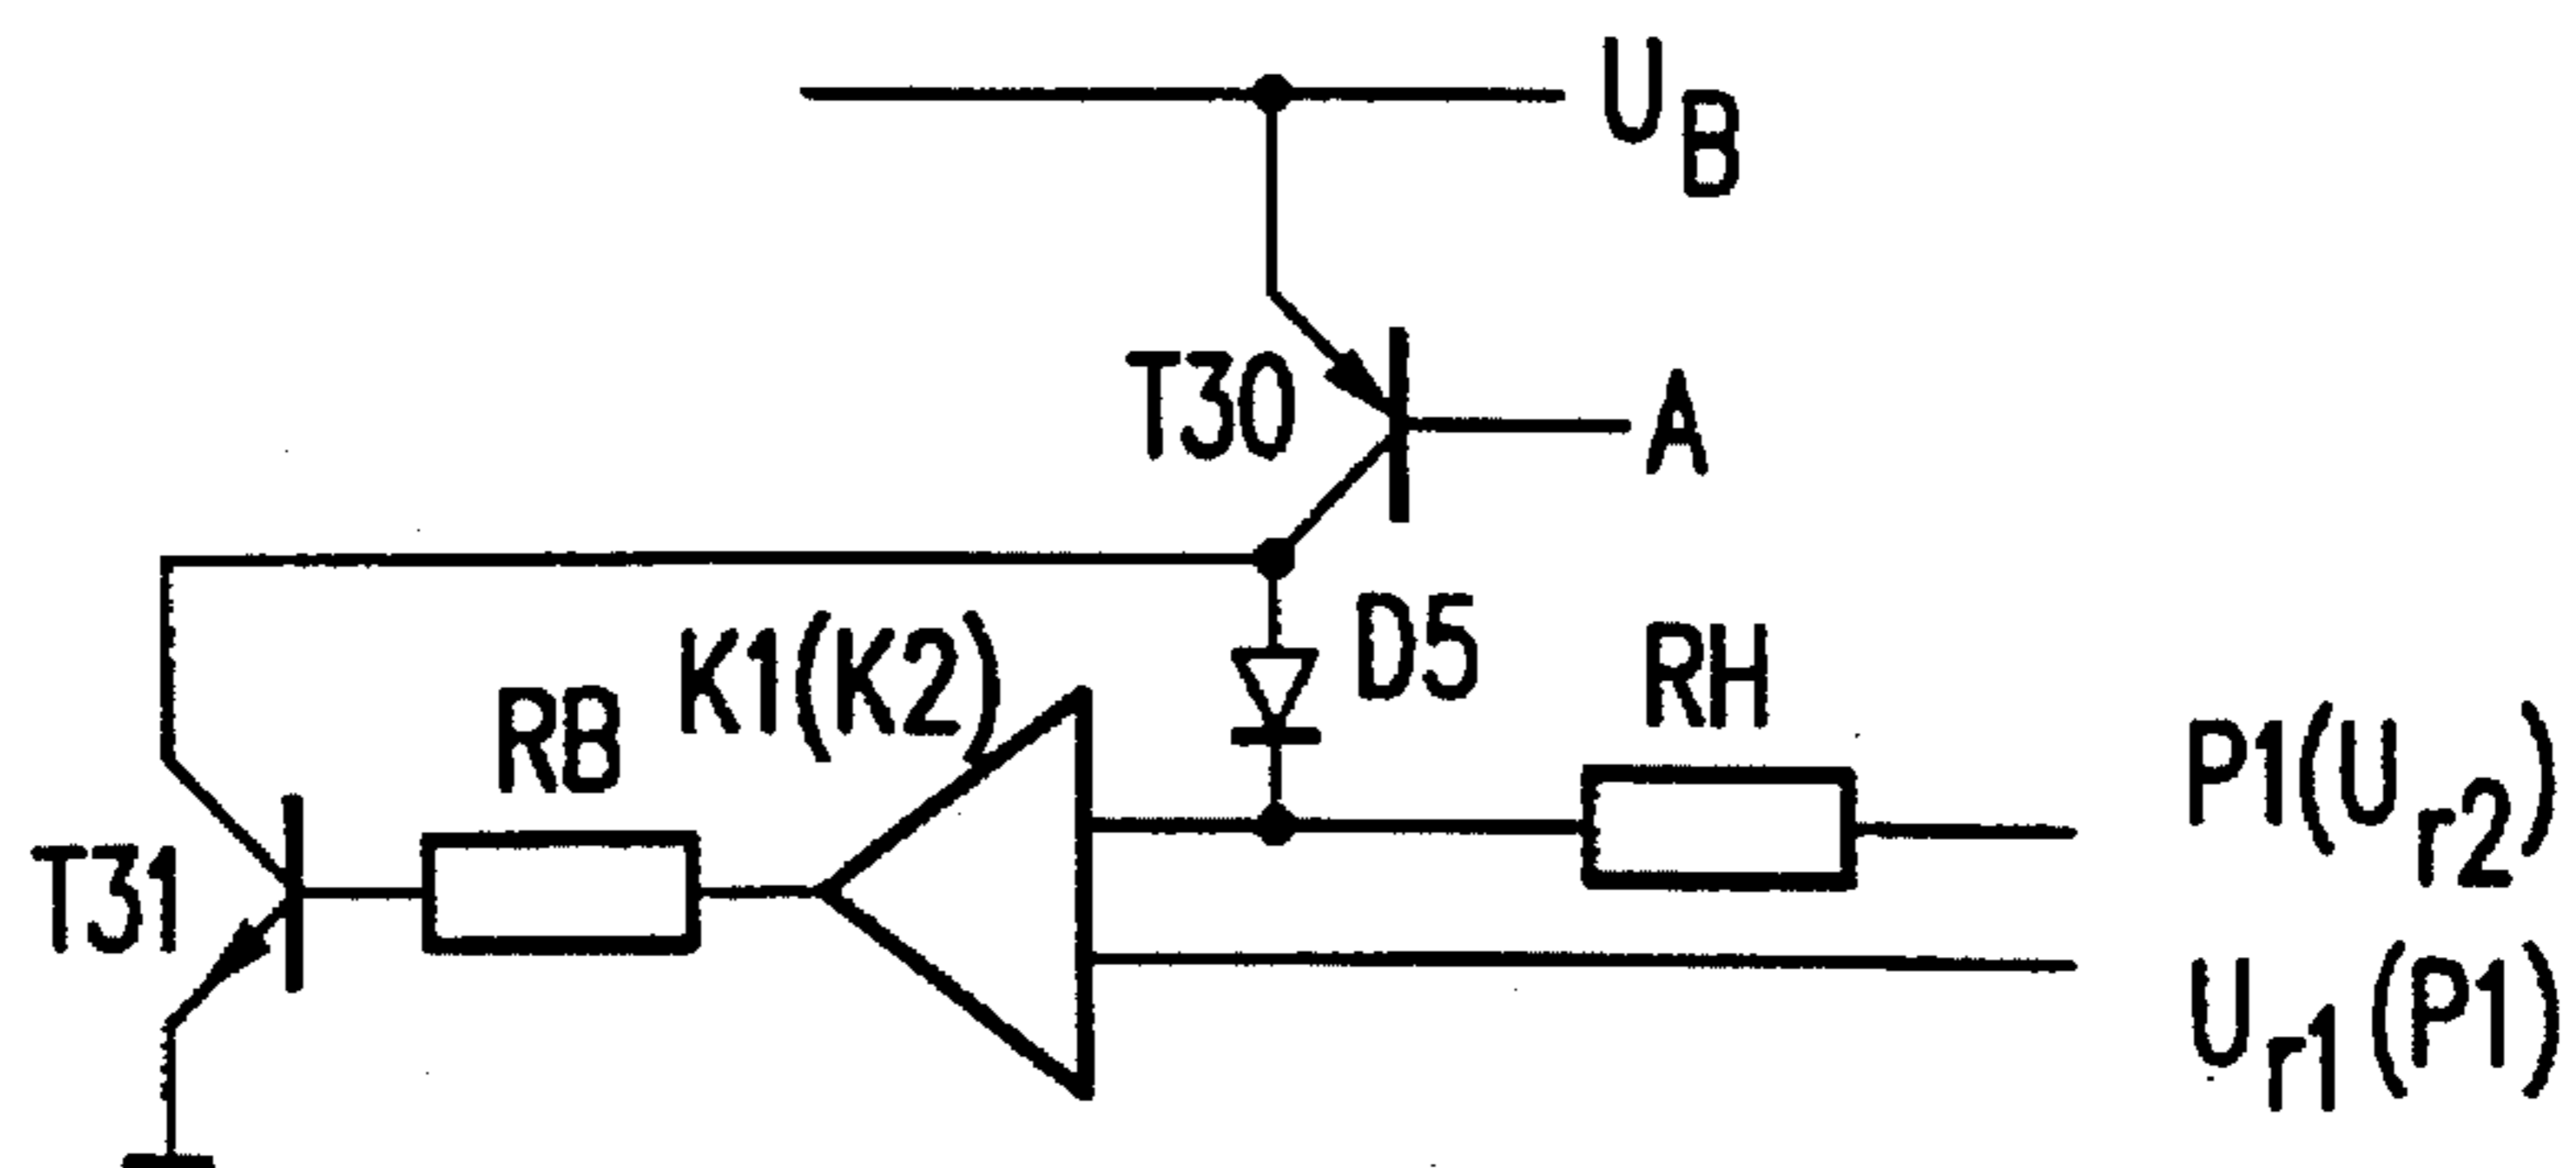 U_B
T30
A
D5
K1(K2)
RH
RB
P1(U_r2)
T31
U_r1 (P1)